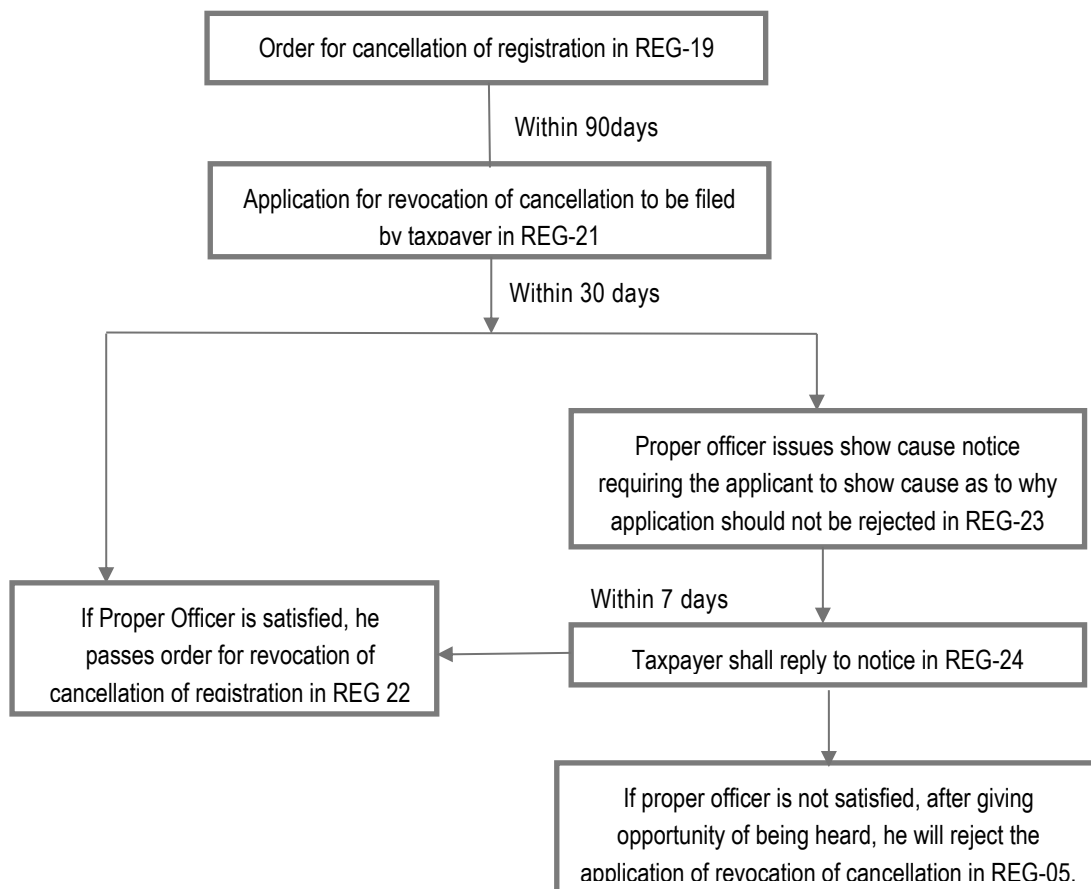 Order for cancellation of registration in REG-19
Within 90days
Application for revocation of cancellation to be filed
by taxpayer in REG-21
Within 30 days
Proper officer issues show cause notice
requiring the applicant to show cause as to why
application should not be rejected in REG-23
Within 7 days
If Proper Officer is satisfied, he
passes order for revocation of
cancellation of registration in REG 22
Taxpayer shall reply to notice in REG-24
If proper officer is not satisfied, after giving
opportunity of being heard, he will reject the
application of revocation of cancellation in REG-05.